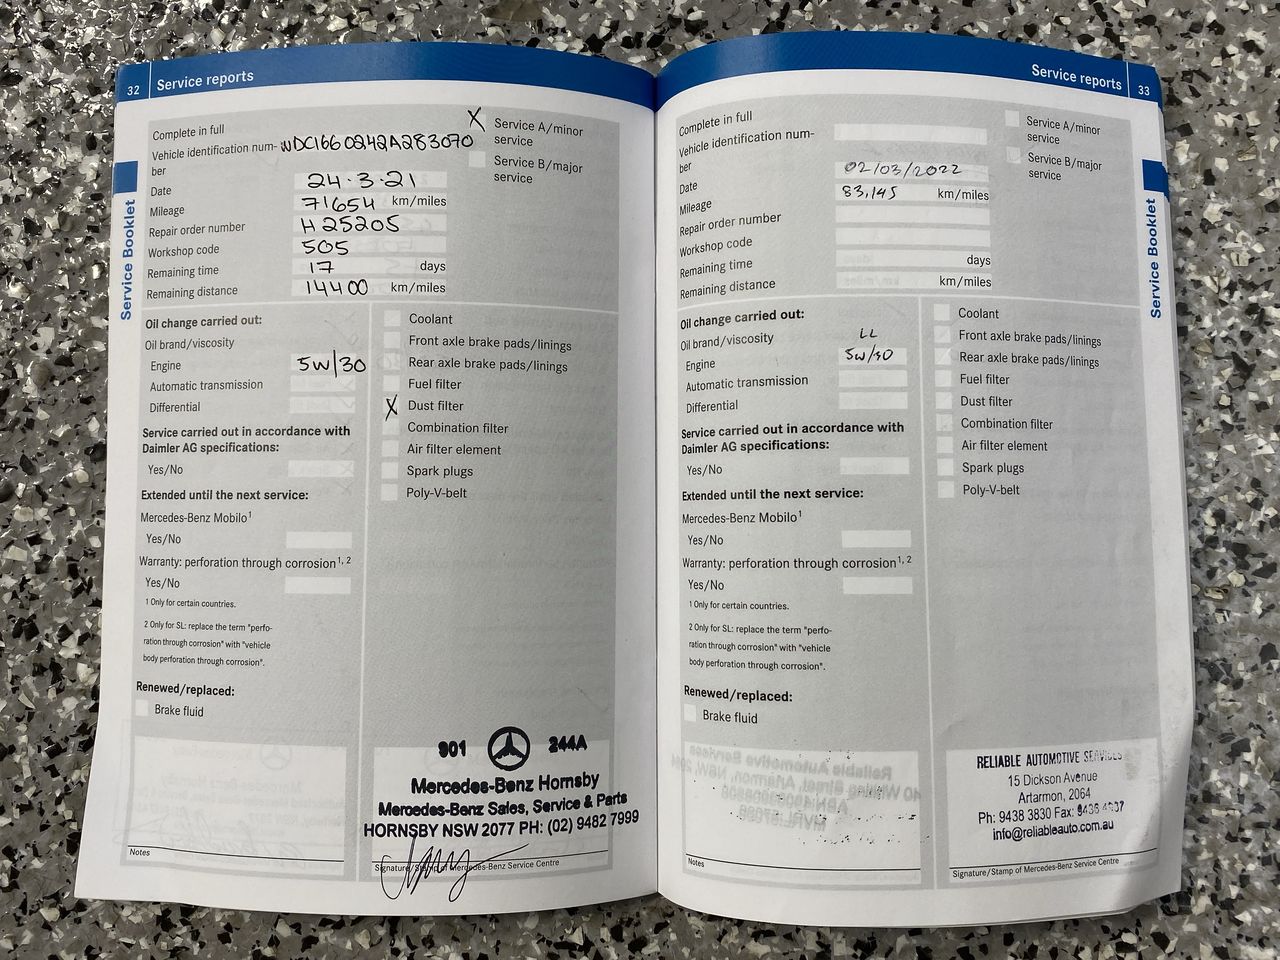 32 Service reports
Complete in full
X Service A/minor
service
Vehicle identification num-
ber
WDC1660242A283070
Service B/major
service
Date 24·3·21
Mileage 71654 km/miles
Repair order number H25205
Workshop code 505
Remaining time 17 days
Remaining distance 14400 km/miles
Service Booklet
Oil change carried out:
Oil brand/viscosity
Engine 5W/30
Automatic transmission
Differential
Service carried out in accordance with
Daimler AG specifications:
Yes/No
Extended until the next service:
Mercedes-Benz Mobilo1
Yes/No
Warranty: perforation through corrosion1, 2
Yes/No
1 Only for certain countries.
2 Only for SL: replace the term "perfo-
ration through corrosion" with "vehicle
body perforation through corrosion".
Renewed/replaced:
Brake fluid
Notes
Coolant
Front axle brake pads/linings
Rear axle brake pads/linings
Fuel filter
X Dust filter
Combination filter
Air filter element
Spark plugs
Poly-V-belt
901 244A
Mercedes-Benz Hornsby
Mercedes-Benz Sales, Service & Parts
HORNSBY NSW 2077 PH: (02) 9482 7999
Signature/Stamp of Mercedes-Benz Service Centre
Service reports 33
Complete in full
Service A/minor
service
Vehicle identification num-
ber
Service B/major
service
Date 02/03/2022
Mileage 83,145 km/miles
Repair order number
Workshop code
Remaining time days
Remaining distance km/miles
Service Booklet
Oil change carried out:
Oil brand/viscosity LL
Engine 5W/30
Automatic transmission
Differential
Service carried out in accordance with
Daimler AG specifications:
Yes/No
Extended until the next service:
Mercedes-Benz Mobilo1
Yes/No
Warranty: perforation through corrosion1, 2
Yes/No
1 Only for certain countries.
2 Only for SL: replace the term "perfo-
ration through corrosion" with "vehicle
body perforation through corrosion".
Renewed/replaced:
Brake fluid
Notes
Coolant
Front axle brake pads/linings
Rear axle brake pads/linings
Fuel filter
Dust filter
Combination filter
Air filter element
Spark plugs
Poly-V-belt
RELIABLE AUTOMOTIVE SERVICES
15 Dickson Avenue
Artarmon, 2064
Ph: 9438 3830 Fax: 9438
info@reliableauto.com.au
Signature/Stamp of Mercedes-Benz Service Centre